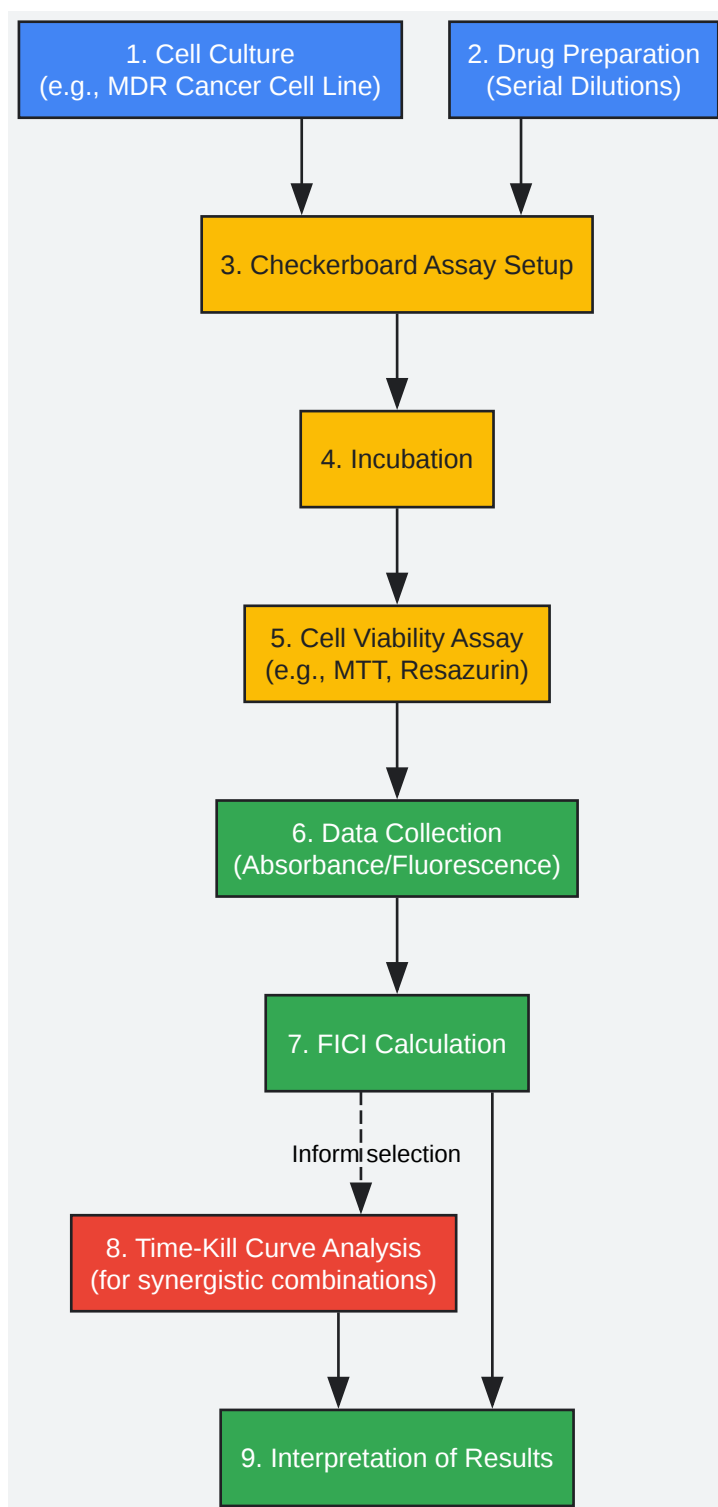 1. Cell Culture
(e.g., MDR Cancer Cell Line)
2. Drug Preparation
(Serial Dilutions)
3. Checkerboard Assay Setup
4. Incubation
5. Cell Viability Assay
(e.g., MTT, Resazurin)
6. Data Collection
(Absorbance/Fluorescence)
7. FICI Calculation
Inform selection
8. Time-Kill Curve Analysis
(for synergistic combinations)
9. Interpretation of Results